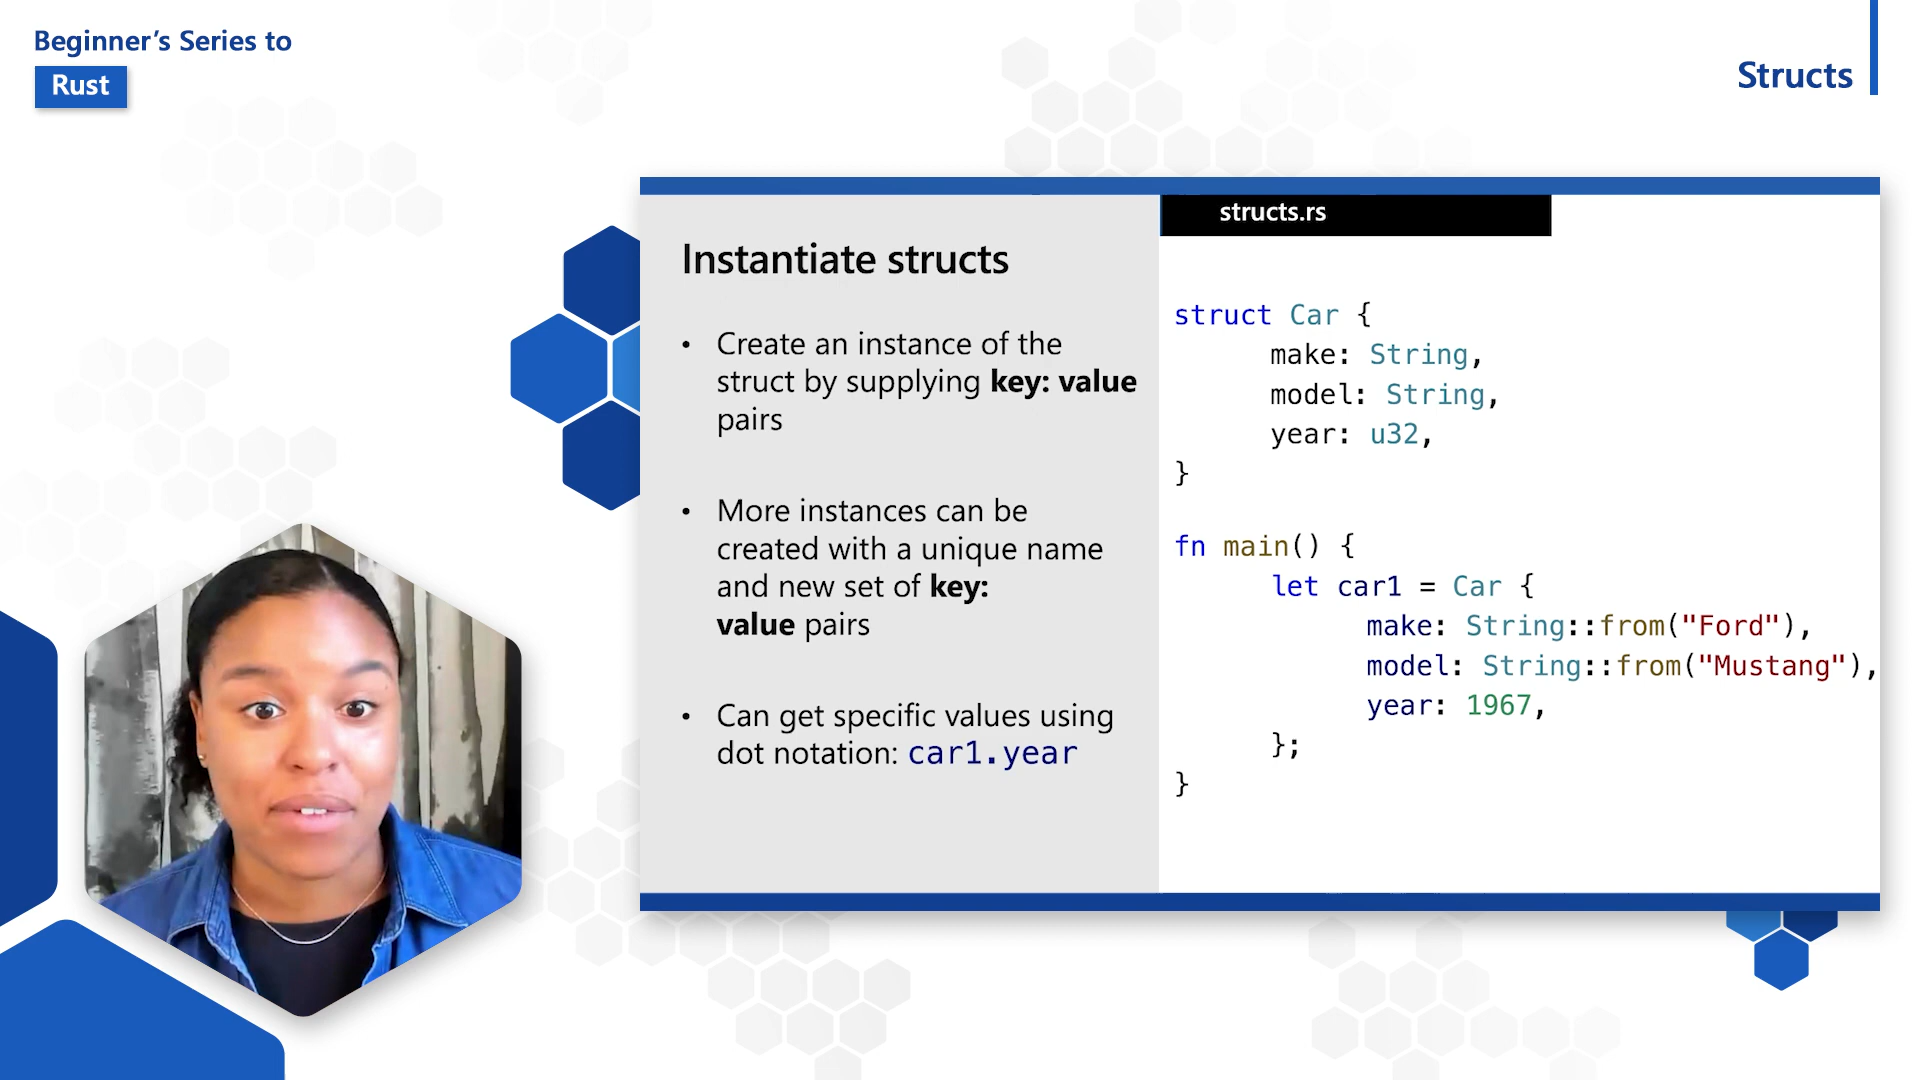 Beginner’s Series to
Rust
Structs
Instantiate structs
• Create an instance of the
struct by supplying key: value
pairs
• More instances can be
created with a unique name
and new set of key:
value pairs
• Can get specific values using
dot notation: car1.year
structs.rs
struct Car {
make: String,
model: String,
year: u32,
}
fn main() {
let car1 = Car {
make: String::from("Ford"),
model: String::from("Mustang"),
year: 1967,
};
}